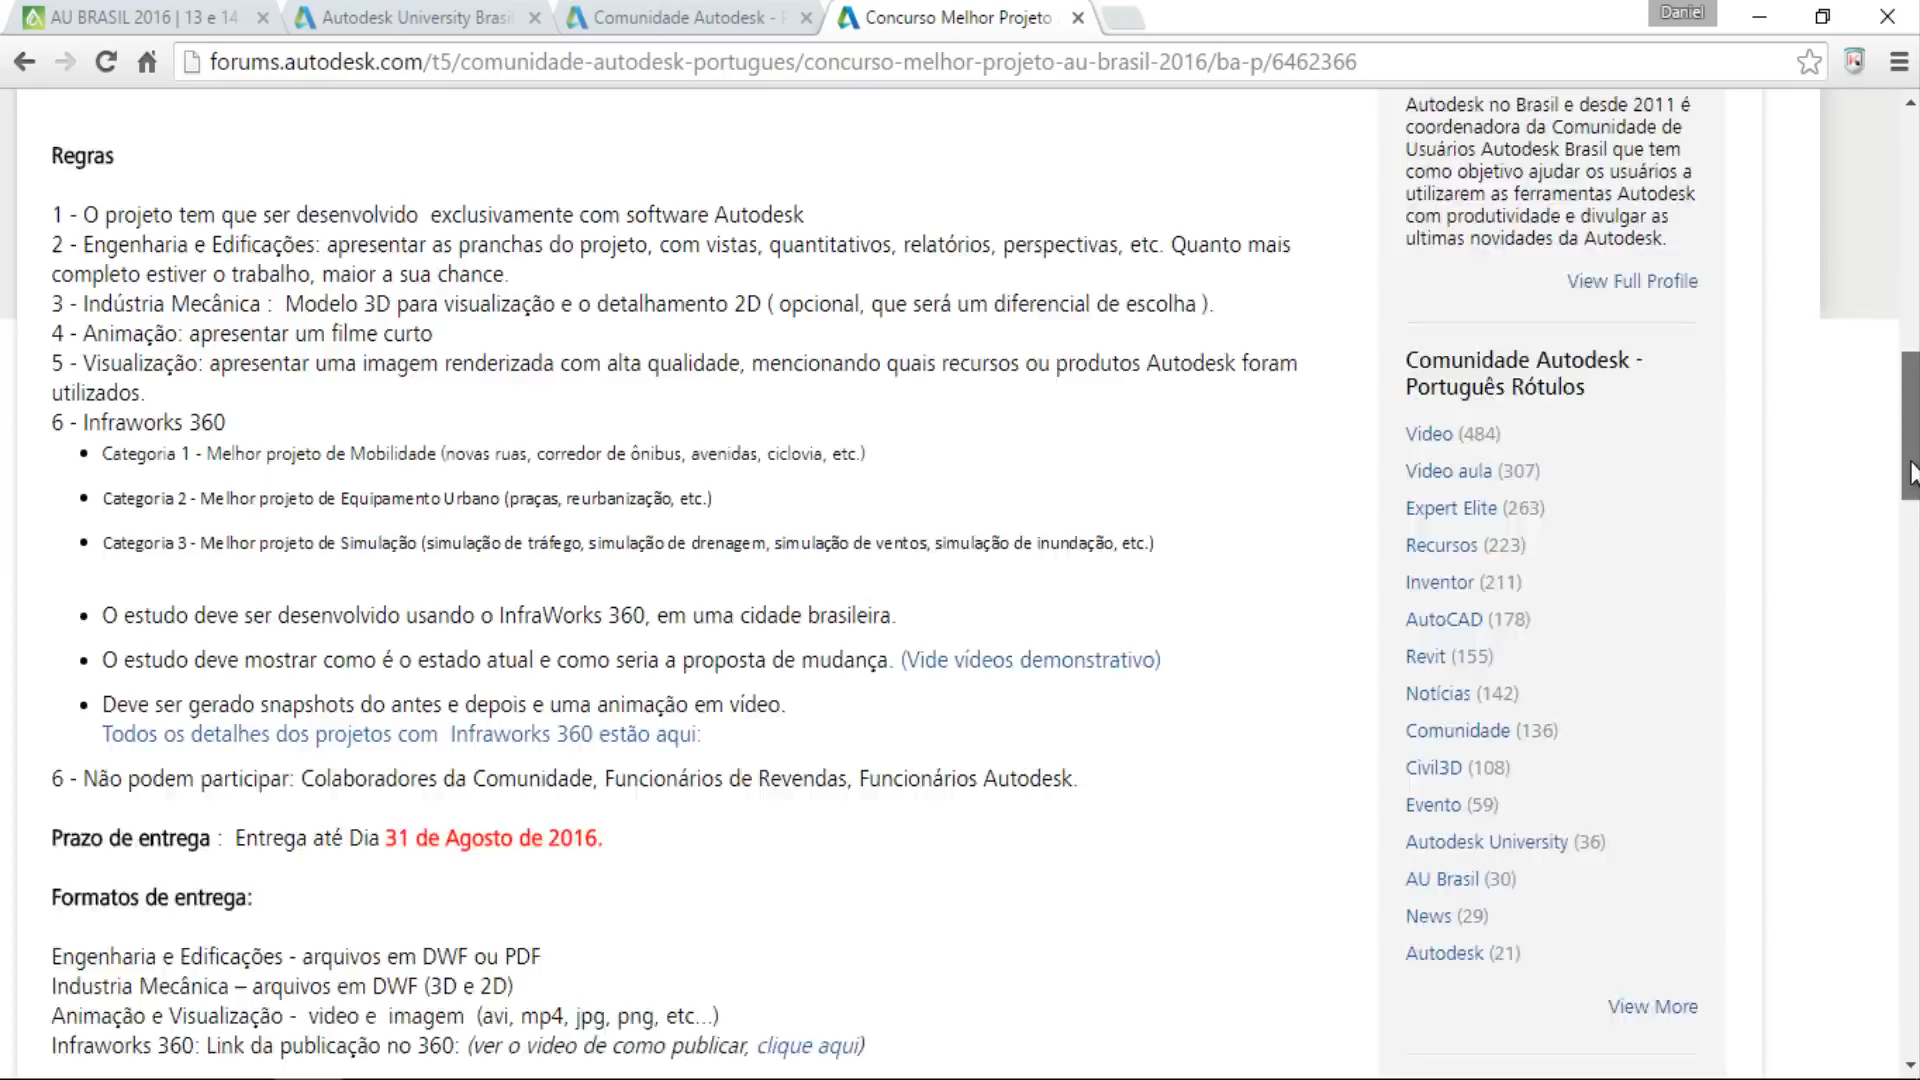 AU BRASIL 2016 | 13 e 14
Autodesk University Brasil
Comunidade Autodesk -
Concurso Melhor Projeto
Daniel
forums.autodesk.com/t5/comunidade-autodesk-portugues/concurso-melhor-projeto-au-brasil-2016/ba-p/6462366
Regras
1 - O projeto tem que ser desenvolvido exclusivamente com software Autodesk
2 - Engenharia e Edificações: apresentar as pranchas do projeto, com vistas, quantitativos, relatórios, perspectivas, etc. Quanto mais
completo estiver o trabalho, maior a sua chance.
3 - Indústria Mecânica : Modelo 3D para visualização e o detalhamento 2D ( opcional, que será um diferencial de escolha ).
4 - Animação: apresentar um filme curto
5 - Visualização: apresentar uma imagem renderizada com alta qualidade, mencionando quais recursos ou produtos Autodesk foram
utilizados.
6 - Infraworks 360
• Categoria 1 - Melhor projeto de Mobilidade (novas ruas, corredor de ônibus, avenidas, ciclovia, etc.)
• Categoria 2 - Melhor projeto de Equipamento Urbano (praças, reurbanização, etc.)
• Categoria 3 - Melhor projeto de Simulação (simulação de tráfego, simulação de drenagem, simulação de ventos, simulação de inundação, etc.)
• O estudo deve ser desenvolvido usando o InfraWorks 360, em uma cidade brasileira.
• O estudo deve mostrar como é o estado atual e como seria a proposta de mudança. (Vide vídeos demonstrativo)
• Deve ser gerado snapshots do antes e depois e uma animação em vídeo.
Todos os detalhes dos projetos com Infraworks 360 estão aqui:
6 - Não podem participar: Colaboradores da Comunidade, Funcionários de Revendas, Funcionários Autodesk.
Prazo de entrega : Entrega até Dia 31 de Agosto de 2016.
Formatos de entrega:
Engenharia e Edificações - arquivos em DWF ou PDF
Industria Mecânica – arquivos em DWF (3D e 2D)
Animação e Visualização - video e imagem (avi, mp4, jpg, png, etc...)
Infraworks 360: Link da publicação no 360: (ver o video de como publicar, clique aqui)
Autodesk no Brasil e desde 2011 é
coordenadora da Comunidade de
Usuários Autodesk Brasil que tem
como objetivo ajudar os usuários a
utilizarem as ferramentas Autodesk
com produtividade e divulgar as
ultimas novidades da Autodesk.
View Full Profile
Comunidade Autodesk -
Português Rótulos
Video (484)
Video aula (307)
Expert Elite (263)
Recursos (223)
Inventor (211)
AutoCAD (178)
Revit (155)
Notícias (142)
Comunidade (136)
Civil3D (108)
Evento (59)
Autodesk University (36)
AU Brasil (30)
News (29)
Autodesk (21)
View More